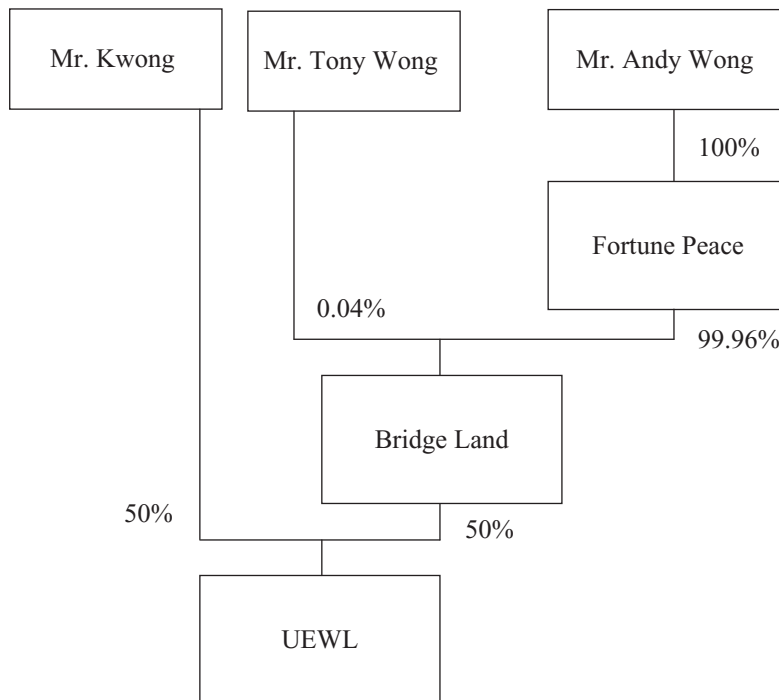 Mr. Kwong
Mr. Tony Wong
Mr. Andy Wong
100%
Fortune Peace
0.04%
99.96%
Bridge Land
50%
50%
UEWL